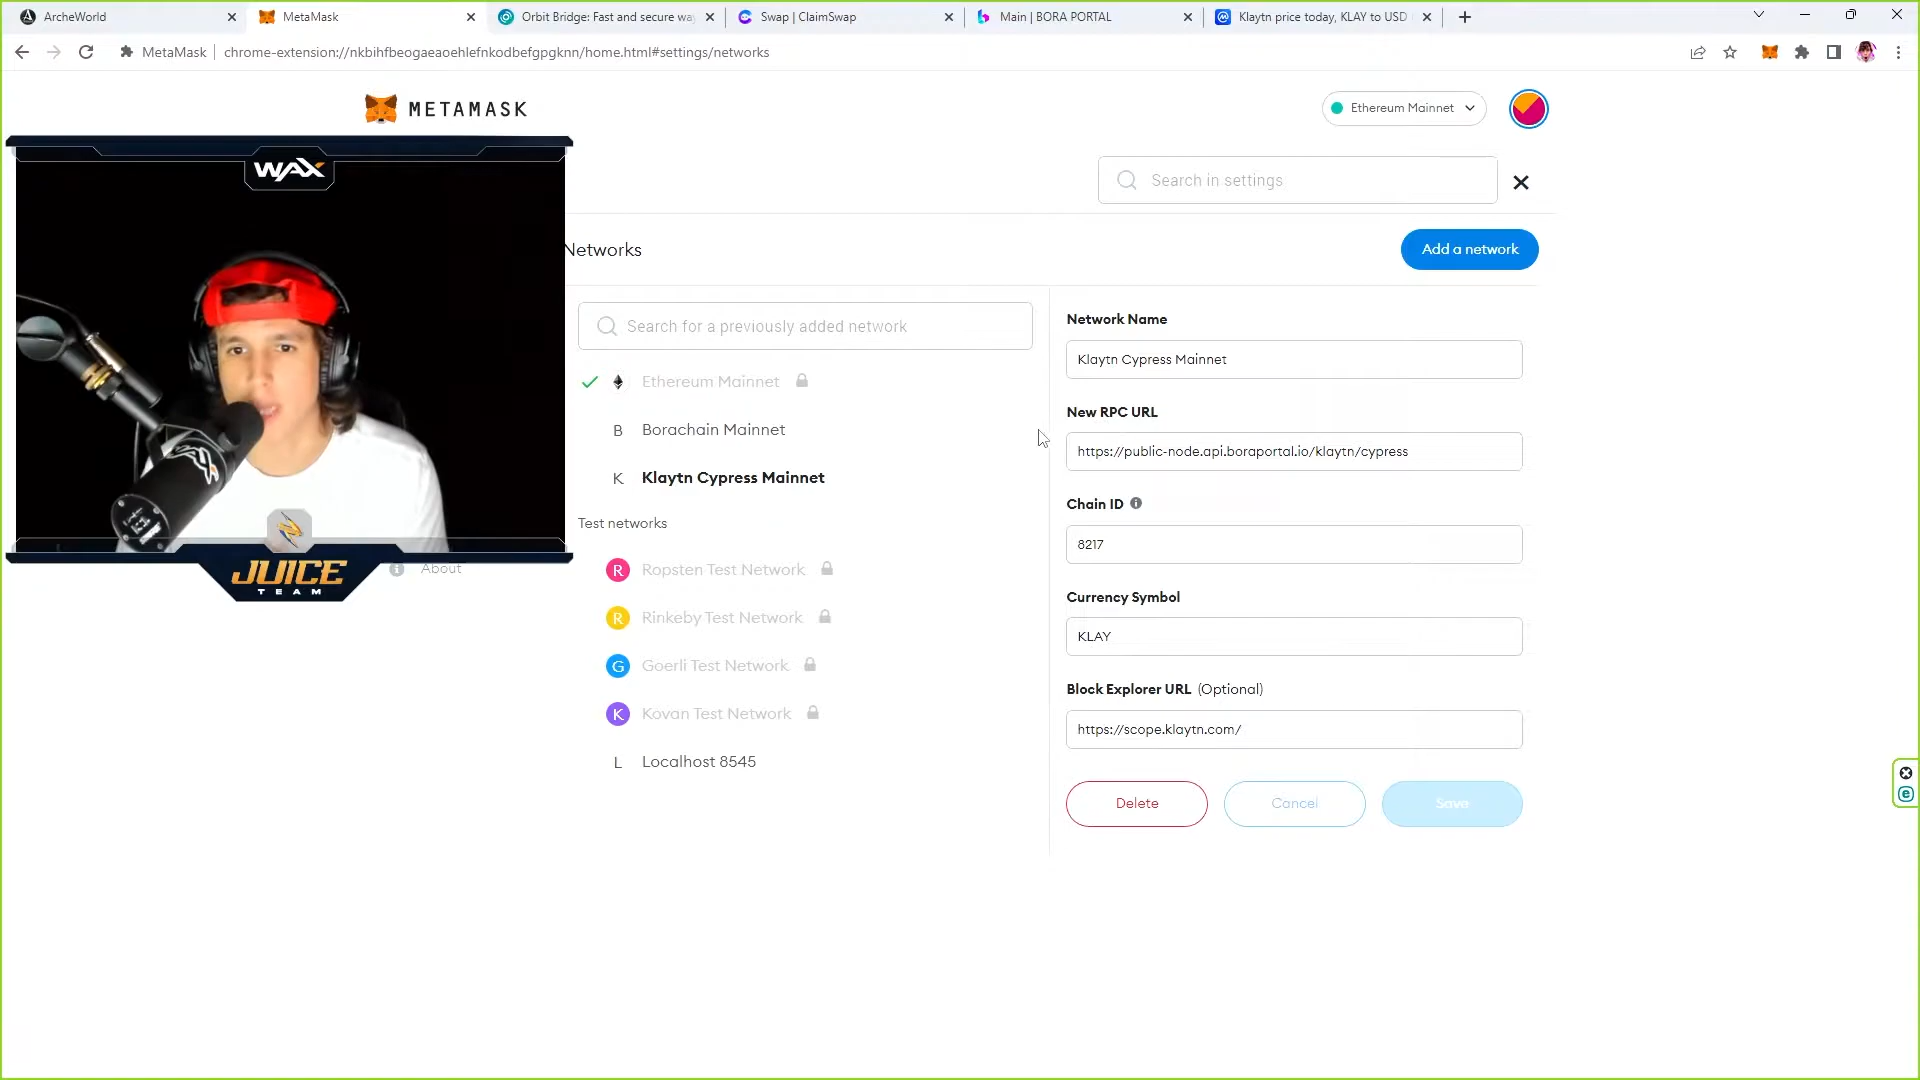 ArcheWorld
MetaMask
Orbit Bridge: Fast and secure wa
Swap | ClaimSwap
Main | BORA PORTAL
Klaytn price today, KLAY to USD
MetaMask
chrome-extension://nkbihfbeogaeaoehlefnkodbefgpgknn/home.html#settings/networks
METAMASK
Ethereum Mainnet
WAX
Search in settings
Networks
Add a network
Search for a previously added network
Ethereum Mainnet
B Borachain Mainnet
K Klaytn Cypress Mainnet
Test networks
R Ropsten Test Network
R Rinkeby Test Network
G Goerli Test Network
K Kovan Test Network
L Localhost 8545
Network Name
Klaytn Cypress Mainnet
New RPC URL
https://public-node.api.boraportal.io/klaytn/cypress
Chain ID
8217
Currency Symbol
KLAY
Block Explorer URL (Optional)
https://scope.klaytn.com/
Delete
Cancel
Save
About
JUICE
TEAM